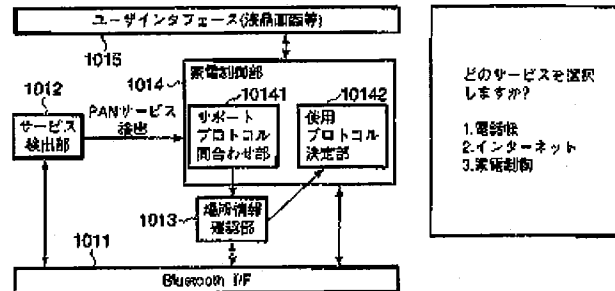 ユーザインタフェース(液晶画面等)
1015
1012
サービス
検出部
PANサービス
検出
1014
家電制御部
10141
サポート
プロトコル
問合わせ部
10142
使用
プロトコル
決定部
1013
場所情報
確認部
1011
Bluetooth I/F
どのサービスを選択
しますか?
1.電話帳
2.インターネット
3.家電制御